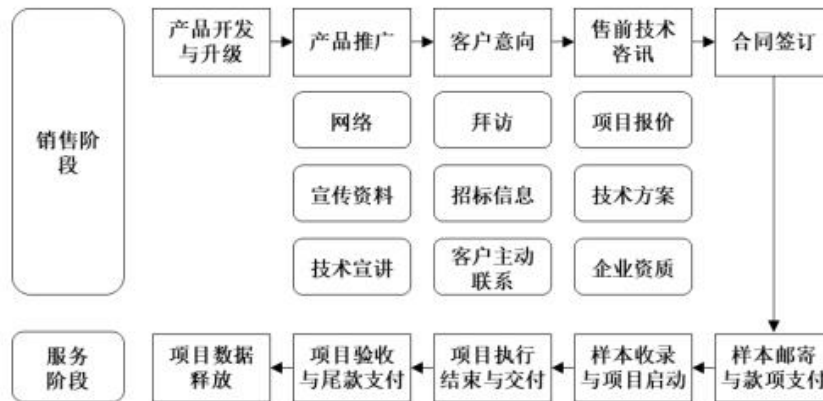 产品开发
与升级
产品推广
客户意向
售前技术
咨讯
合同签订
销售阶
段
网络
拜访
项目报价
宣传资料
招标信息
技术方案
技术宣讲
客户主动
联系
企业资质
服务
阶段
项目数据
释放
项目验收
与尾款支付
项目执行
结束与交付
样本收录
与项目启动
样本邮寄
与款项支付